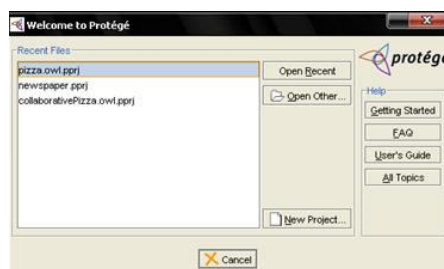 Welcome to Protégé
Recent Files
pizza.owl.pprj
newspaper.pprj
collaborativePizza.owl.pprj
Open Recent
Open Other...
New Project...
protégé
Help
Getting Started
FAQ
User's Guide
All Topics
Cancel